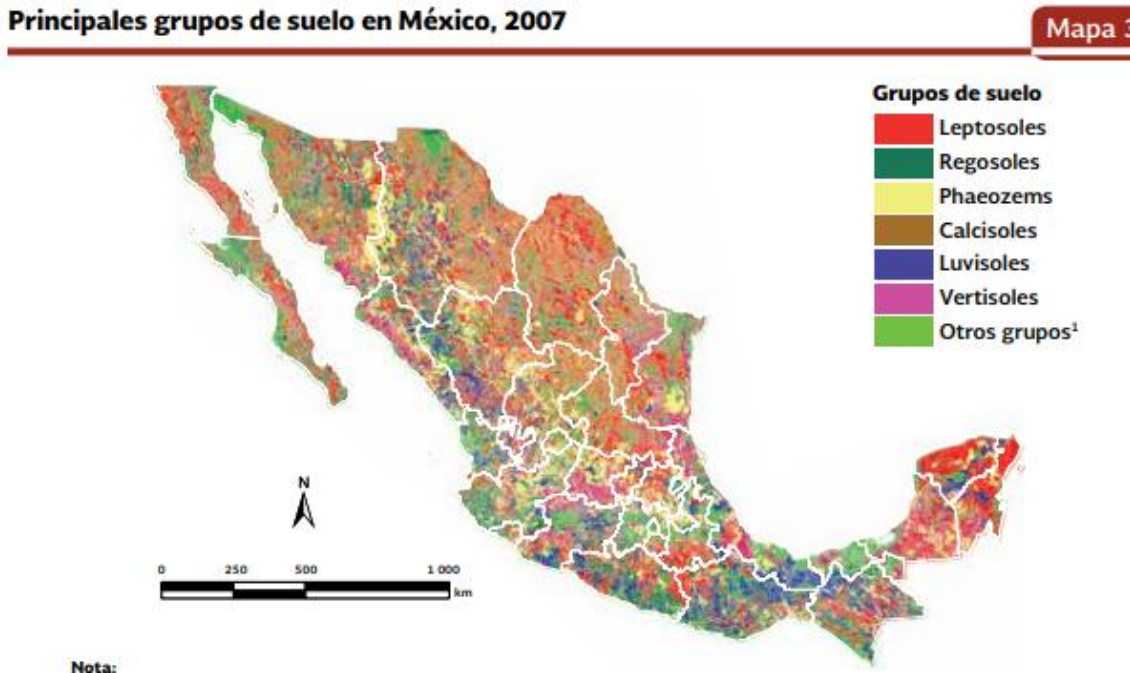 Principales grupos de suelo en México, 2007
Mapa 3
Grupos de suelo
Leptosoles
Regosoles
Phaeozems
Calcisoles
Luvisoles
Vertisoles
Otros grupos¹
N
0 250 500 1 000
km
Nota: